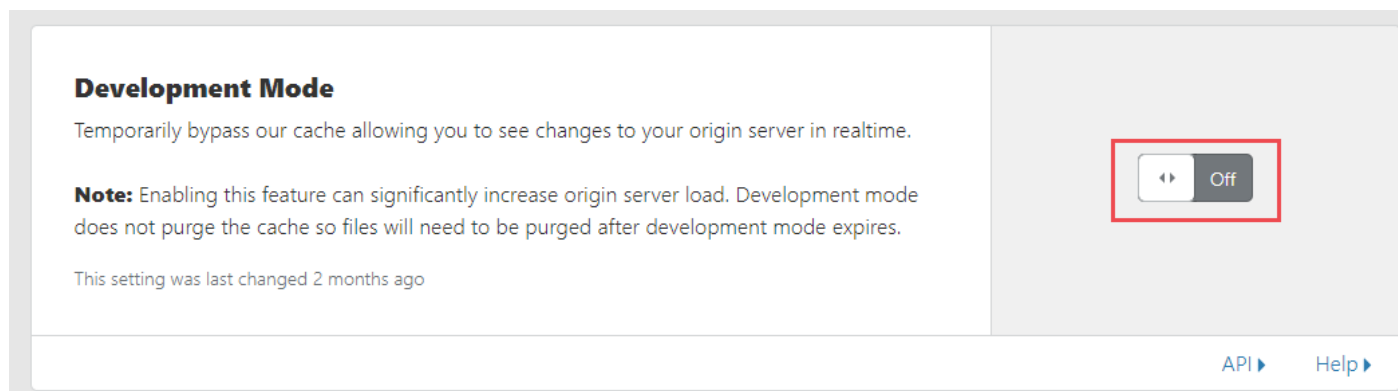 Development Mode
Temporarily bypass our cache allowing you to see changes to your origin server in realtime.
Note: Enabling this feature can significantly increase origin server load. Development mode
does not purge the cache so files will need to be purged after development mode expires.
This setting was last changed 2 months ago
Off
API
Help